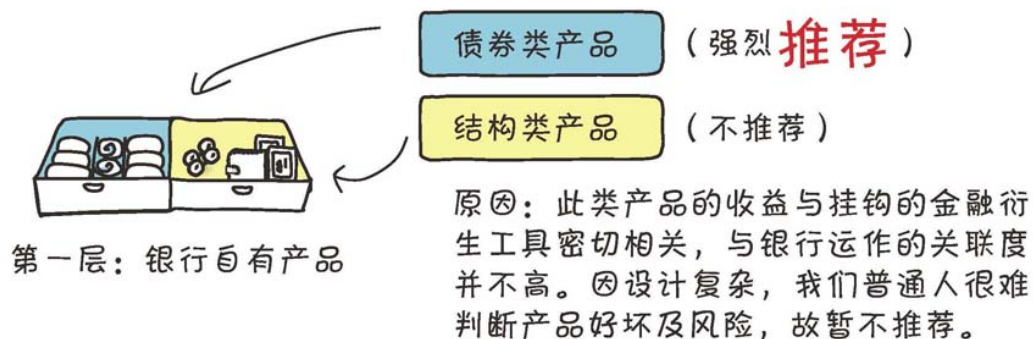 债券类产品 （强烈推荐）
结构类产品 （不推荐）
原因：此类产品的收益与挂钩的金融衍
生工具密切相关，与银行运作的关联度
并不高。因设计复杂，我们普通人很难
判断产品好坏及风险，故暂不推荐。
第一层：银行自有产品